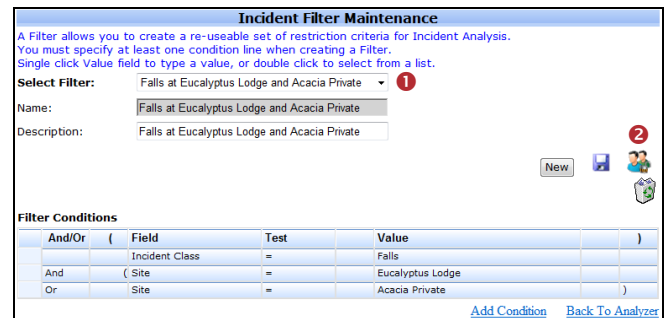 Incident Filter Maintenance
A Filter allows you to create a re-useable set of restriction criteria for Incident Analysis.
You must specify at least one condition line when creating a Filter.
Single click Value field to type a value, or double click to select from a list.
Select Filter: Falls at Eucalyptus Lodge and Acacia Private 1
Name: Falls at Eucalyptus Lodge and Acacia Private
Description: Falls at Eucalyptus Lodge and Acacia Private
2
New
Filter Conditions
And/Or ( Field Test Value )
Incident Class = Falls
And ( Site = Eucalyptus Lodge
Or Site = Acacia Private )
Add Condition Back To Analyzer